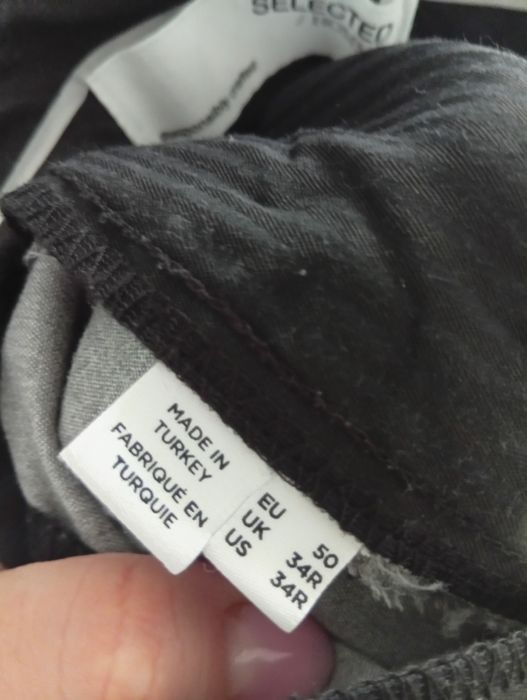 SELECTED
MADE IN
TURKEY
FABRIQUÉ EN
TURQUIE
EU 50
UK 34R
US 34R